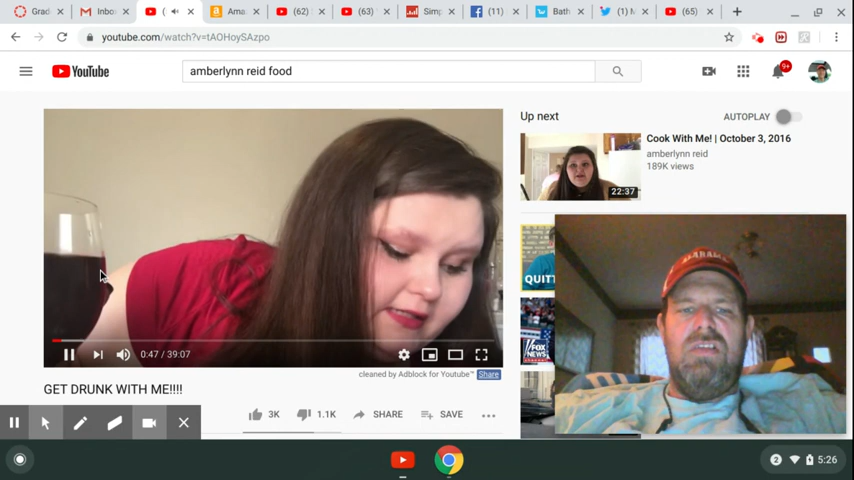 Grad
Inbo
(
Ama
(62)
(63)
Simp
(11)
Bath
(1) M
(65)
youtube.com/watch?v=tAOHoySAzpo
YouTube
amberlynn reid food
9+
Up next
AUTOPLAY
Cook With Me! | October 3, 2016
amberlynn reid
189K views
22:37
QUIT
FOX
NEWS
ALABAMA
0:47 / 39:07
cleaned by Adblock for Youtube™ Share
GET DRUNK WITH ME!!!!
3K
1.1K
SHARE
SAVE
2
5:26